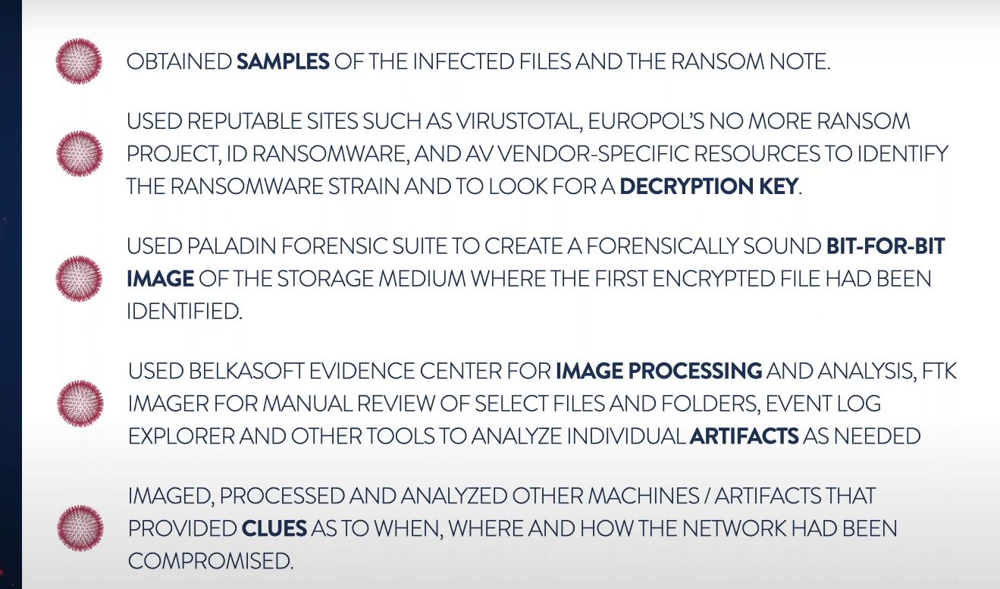 OBTAINED SAMPLES OF THE INFECTED FILES AND THE RANSOM NOTE.
USED REPUTABLE SITES SUCH AS VIRUSTOTAL, EUROPOL’S NO MORE RANSOM
PROJECT, ID RANSOMWARE, AND AV VENDOR-SPECIFIC RESOURCES TO IDENTIFY
THE RANSOMWARE STRAIN AND TO LOOK FOR A DECRYPTION KEY.
USED PALADIN FORENSIC SUITE TO CREATE A FORENSICALLY SOUND BIT-FOR-BIT
IMAGE OF THE STORAGE MEDIUM WHERE THE FIRST ENCRYPTED FILE HAD BEEN
IDENTIFIED.
USED BELKASOFT EVIDENCE CENTER FOR IMAGE PROCESSING AND ANALYSIS, FTK
IMAGER FOR MANUAL REVIEW OF SELECT FILES AND FOLDERS, EVENT LOG
EXPLORER AND OTHER TOOLS TO ANALYZE INDIVIDUAL ARTIFACTS AS NEEDED
IMAGED, PROCESSED AND ANALYZED OTHER MACHINES / ARTIFACTS THAT
PROVIDED CLUES AS TO WHEN, WHERE AND HOW THE NETWORK HAD BEEN
COMPROMISED.